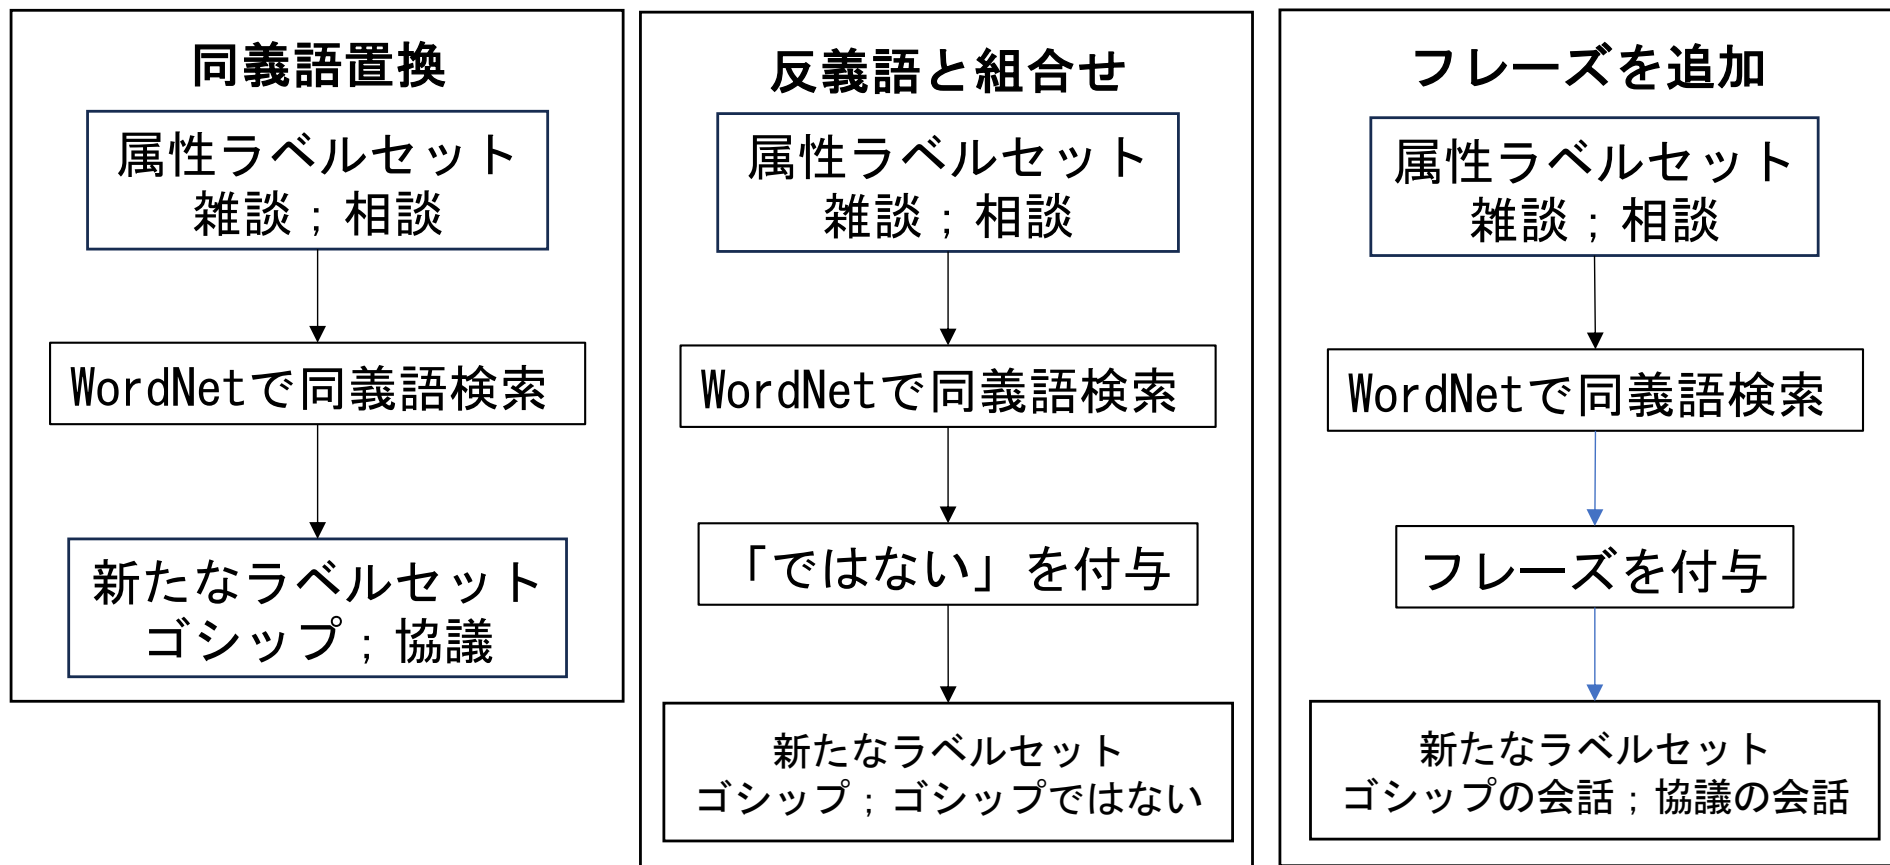 同義語置換
属性ラベルセット
雑談；相談
WordNetで同義語検索
新たなラベルセット
ゴシップ；協議
反義語と組合せ
属性ラベルセット
雑談；相談
WordNetで同義語検索
「ではない」を付与
新たなラベルセット
ゴシップ；ゴシップではない
フレーズを追加
属性ラベルセット
雑談；相談
WordNetで同義語検索
フレーズを付与
新たなラベルセット
ゴシップの会話；協議の会話